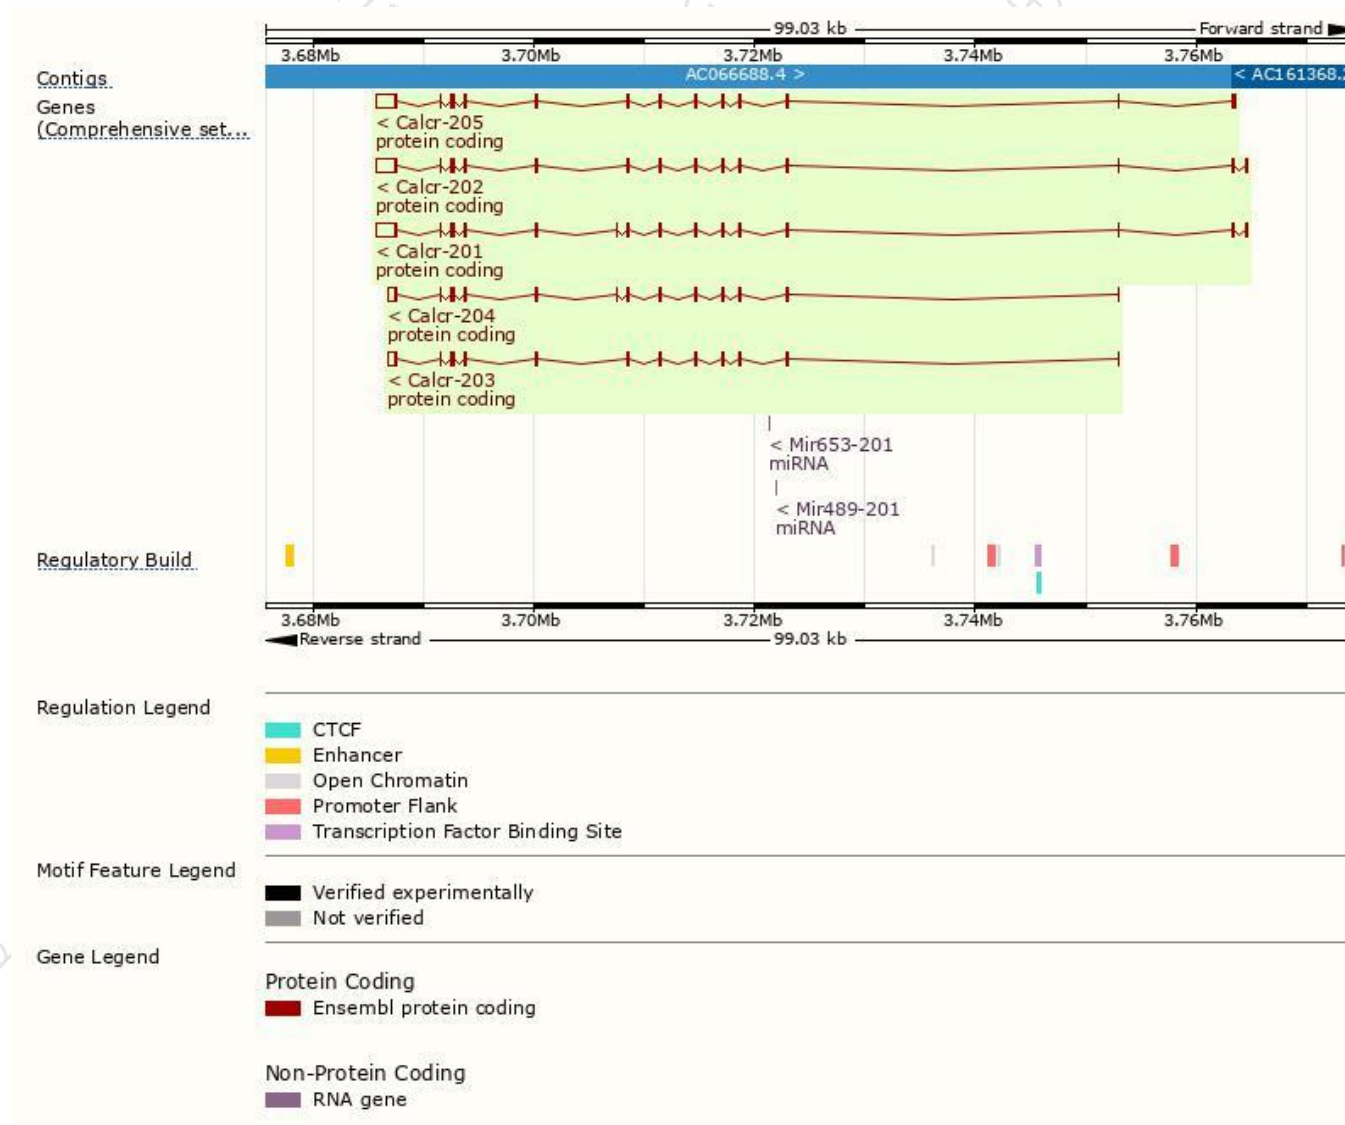 99.03 kb
Forward strand
3.68Mb 3.70Mb 3.72Mb 3.74Mb 3.76Mb
Contigs
AC066688.4 >
< AC161368.
Genes
(Comprehensive set...
< Calcr-205
protein coding
< Calcr-202
protein coding
< Calcr-201
protein coding
< Calcr-204
protein coding
< Calcr-203
protein coding
< Mir653-201
miRNA
< Mir489-201
miRNA
Regulatory Build
3.68Mb 3.70Mb 3.72Mb 3.74Mb 3.76Mb
Reverse strand
99.03 kb
Regulation Legend
CTCF
Enhancer
Open Chromatin
Promoter Flank
Transcription Factor Binding Site
Motif Feature Legend
Verified experimentally
Not verified
Gene Legend
Protein Coding
Ensembl protein coding
Non-Protein Coding
RNA gene